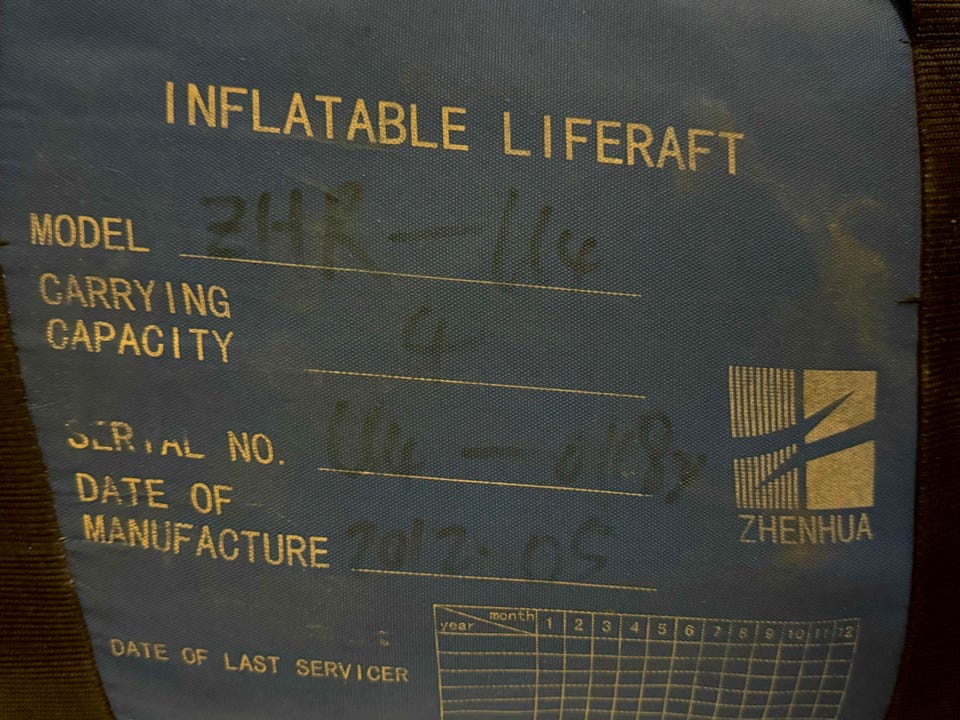 INFLATABLE LIFERAFT
MODEL ZHR-114
CARRYING
CAPACITY 4
SERIAL NO.
DATE OF
MANUFACTURE 2012.05
ZHENHUA
month
year 1 2 3 4 5 6 7 8 9 10 11 12
DATE OF LAST SERVICER